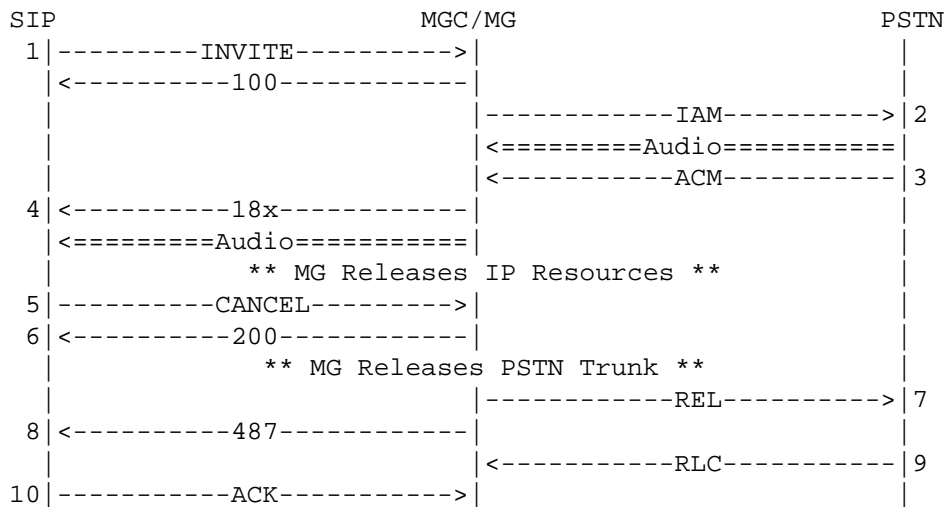 SIP                       MGC/MG                       PSTN
 1|---------INVITE---------->|                          |
  |<----------100------------|                          |
  |                          |------------IAM---------->|2
  |                          |<=========Audio===========|
  |                          |<-----------ACM-----------|3
 4|<----------18x------------|                          |
  |<=========Audio===========|                          |
  |            ** MG Releases IP Resources **           |
 5|----------CANCEL--------->|                          |
 6|<----------200------------|                          |
  |             ** MG Releases PSTN Trunk **            |
  |                          |------------REL---------->|7
 8|<----------487------------|                          |
  |                          |<-----------RLC-----------|9
10|-----------ACK----------->|                          |